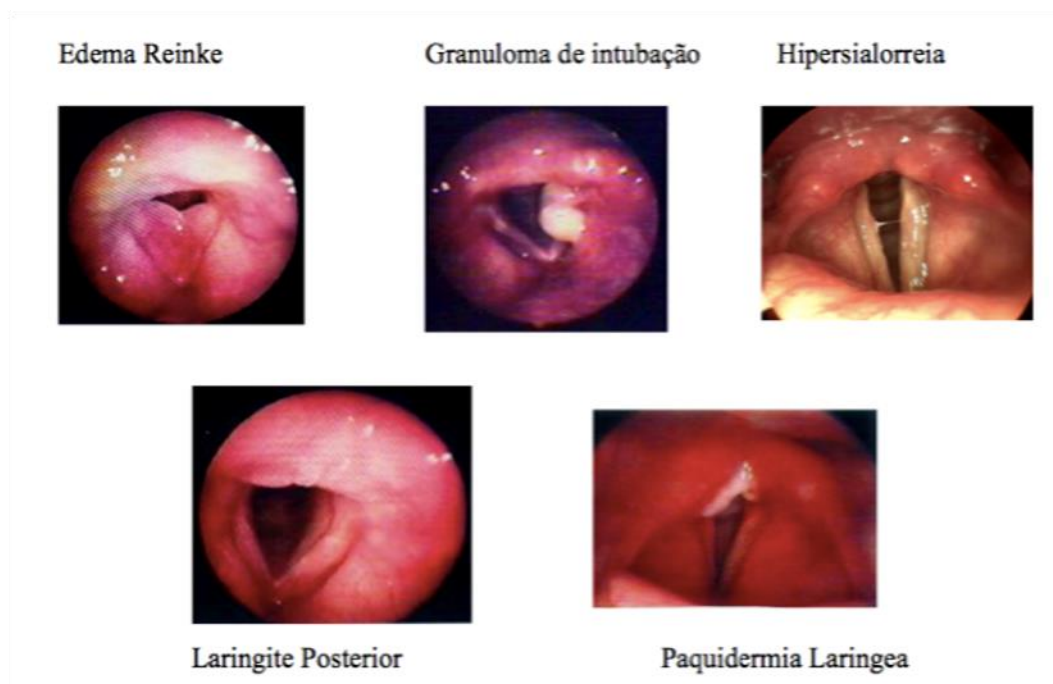 Edema Reinke
Granuloma de intubação
Hipersialorreia
Laringite Posterior
Paquidermia Laringea